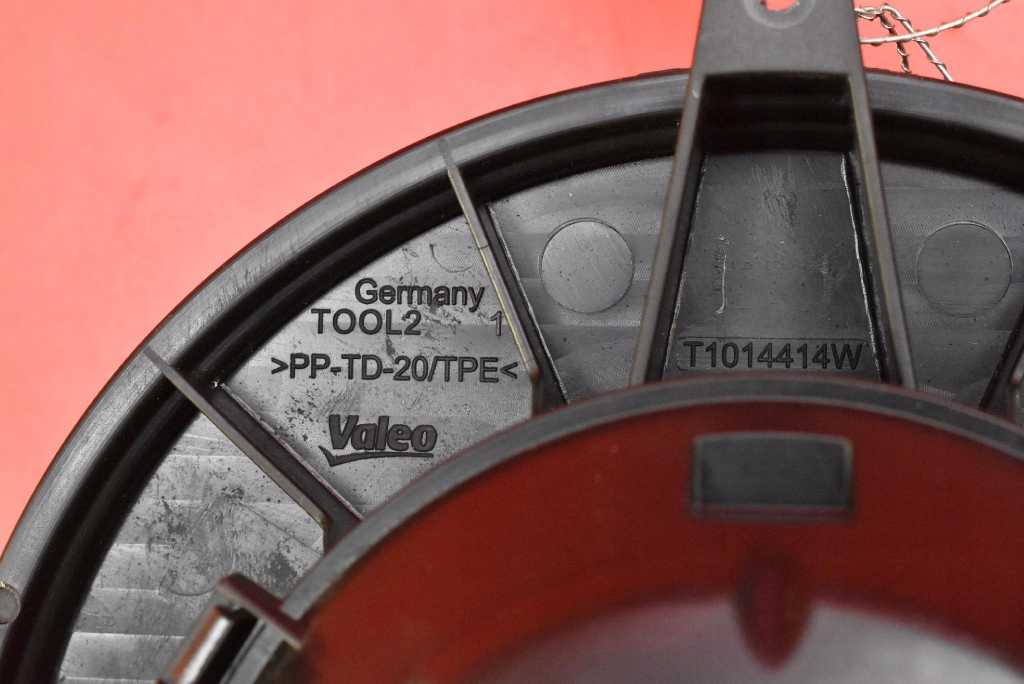 Germany
TOOL2 1
>PP-TD-20/TPE<
Valeo
T1014414W